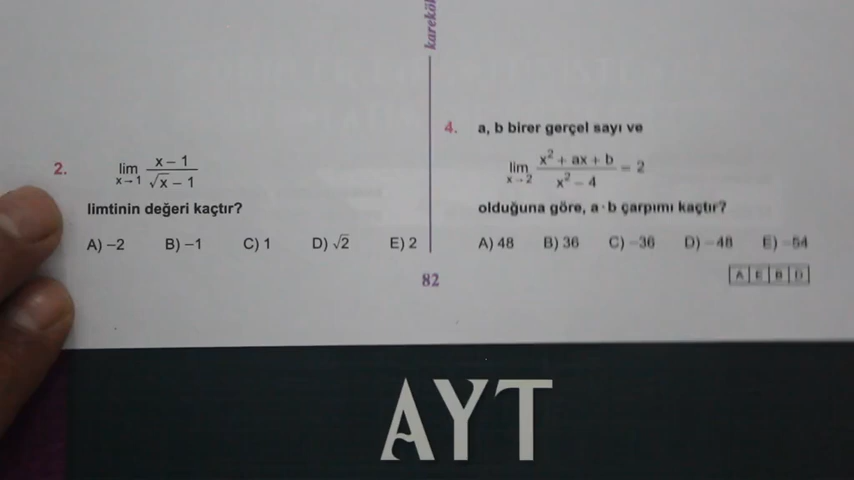 karekök
2. lim x→1 x − 1 / √x − 1
limtinin değeri kaçtır?
A) −2 B) −1 C) 1 D) √2 E) 2
4. a, b birer gerçel sayı ve
lim x→2 x² + ax + b / x² − 4 = 2
olduğuna göre, a · b çarpımı kaçtır?
A) 48 B) 36 C) −36 D) −48 E) −54
82
A E B D
AYT